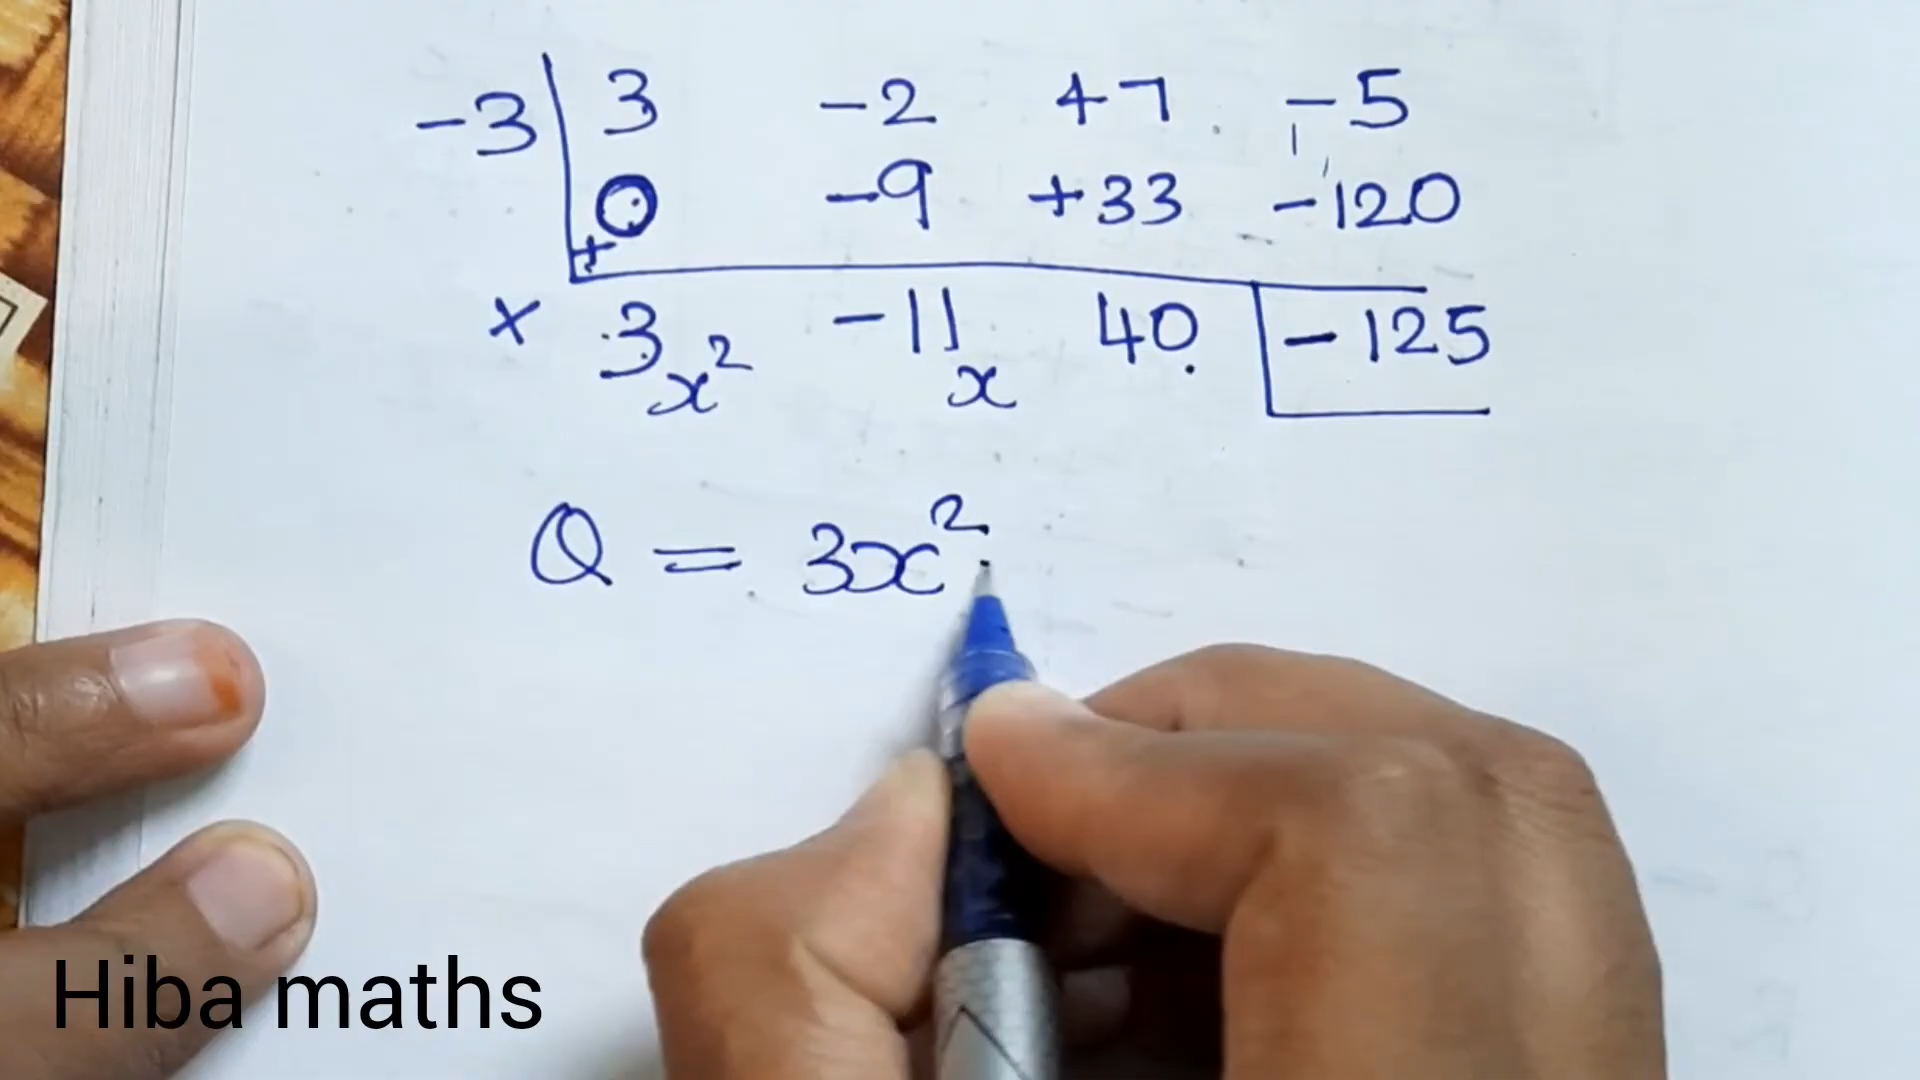 -3 3 -2 +7 -5
0 -9 +33 -120
+
× 3x² -11x 40 -125
Q = 3x²
Hiba maths